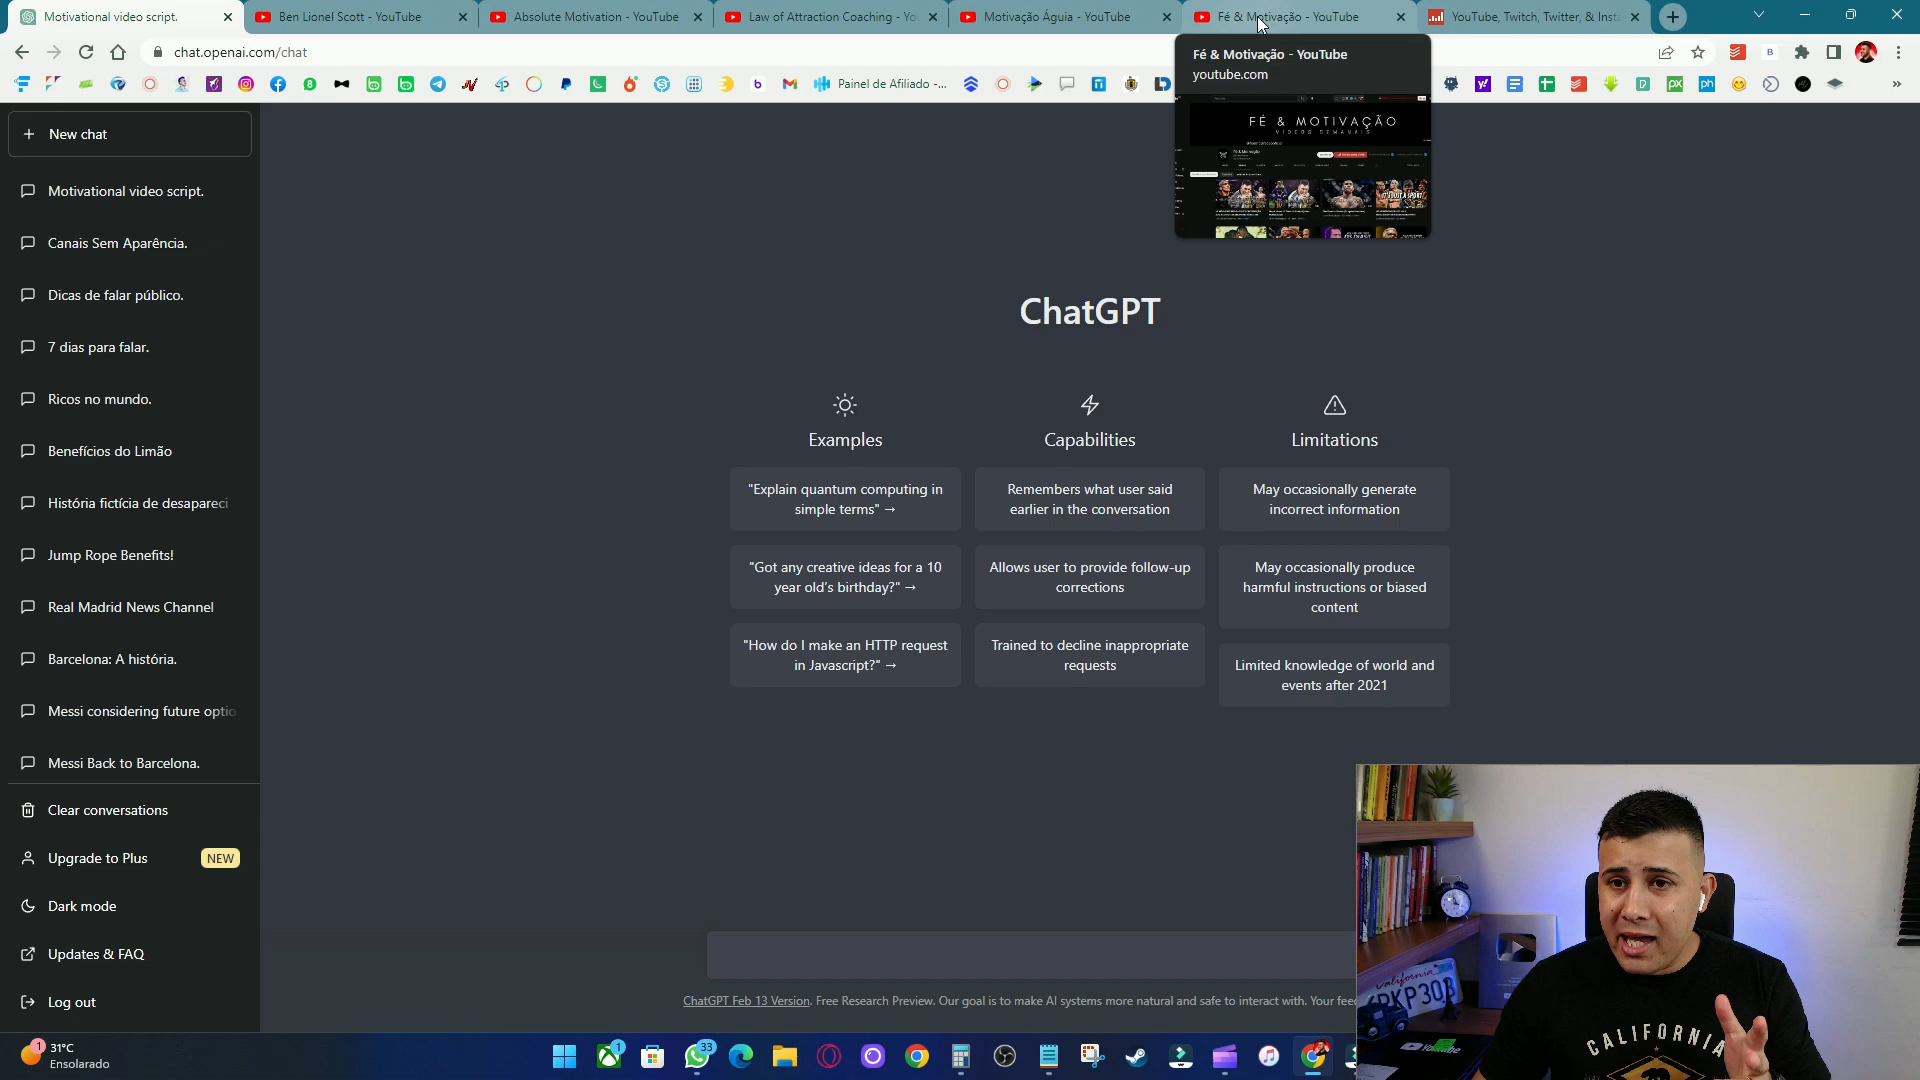 Motivational video script.
Ben Lionel Scott - YouTube
Absolute Motivation - YouTube
Law of Attraction Coaching - Yo
Motivação Águia - YouTube
Fé & Motivação - YouTube
YouTube, Twitch, Twitter, & Inst
chat.openai.com/chat
Fé & Motivação - YouTube
youtube.com
Painel de Afiliado -...
FÉ & MOTIVAÇÃO
VÍDEOS SEMANAIS
New chat
Motivational video script.
Canais Sem Aparência.
Dicas de falar público.
7 dias para falar.
Ricos no mundo.
Benefícios do Limão
História fictícia de desapareci
Jump Rope Benefits!
Real Madrid News Channel
Barcelona: A história.
Messi considering future optio
Messi Back to Barcelona.
Clear conversations
Upgrade to Plus
NEW
Dark mode
Updates & FAQ
Log out
ChatGPT
Examples
"Explain quantum computing in
simple terms" →
"Got any creative ideas for a 10
year old's birthday?" →
"How do I make an HTTP request
in Javascript?" →
Capabilities
Remembers what user said
earlier in the conversation
Allows user to provide follow-up
corrections
Trained to decline inappropriate
requests
Limitations
May occasionally generate
incorrect information
May occasionally produce
harmful instructions or biased
content
Limited knowledge of world and
events after 2021
ChatGPT Feb 13 Version. Free Research Preview. Our goal is to make AI systems more natural and safe to interact with. Your fee
California
CALIFORNIA
YouTube
31°C
Ensolarado
1
1
33